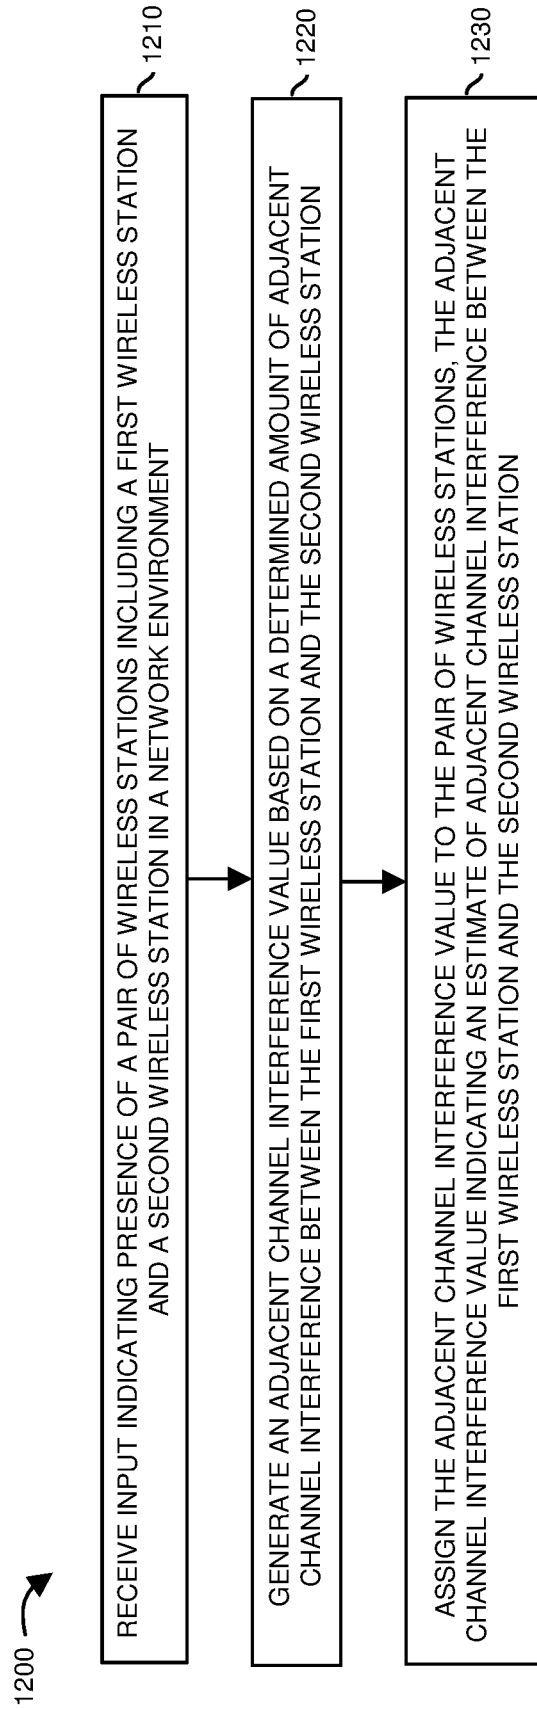 1200
RECEIVE INPUT INDICATING PRESENCE OF A PAIR OF WIRELESS STATIONS INCLUDING A FIRST WIRELESS STATION
AND A SECOND WIRELESS STATION IN A NETWORK ENVIRONMENT
1210
GENERATE AN ADJACENT CHANNEL INTERFERENCE VALUE BASED ON A DETERMINED AMOUNT OF ADJACENT
CHANNEL INTERFERENCE BETWEEN THE FIRST WIRELESS STATION AND THE SECOND WIRELESS STATION
1220
ASSIGN THE ADJACENT CHANNEL INTERFERENCE VALUE TO THE PAIR OF WIRELESS STATIONS, THE ADJACENT
CHANNEL INTERFERENCE VALUE INDICATING AN ESTIMATE OF ADJACENT CHANNEL INTERFERENCE BETWEEN THE
FIRST WIRELESS STATION AND THE SECOND WIRELESS STATION
1230